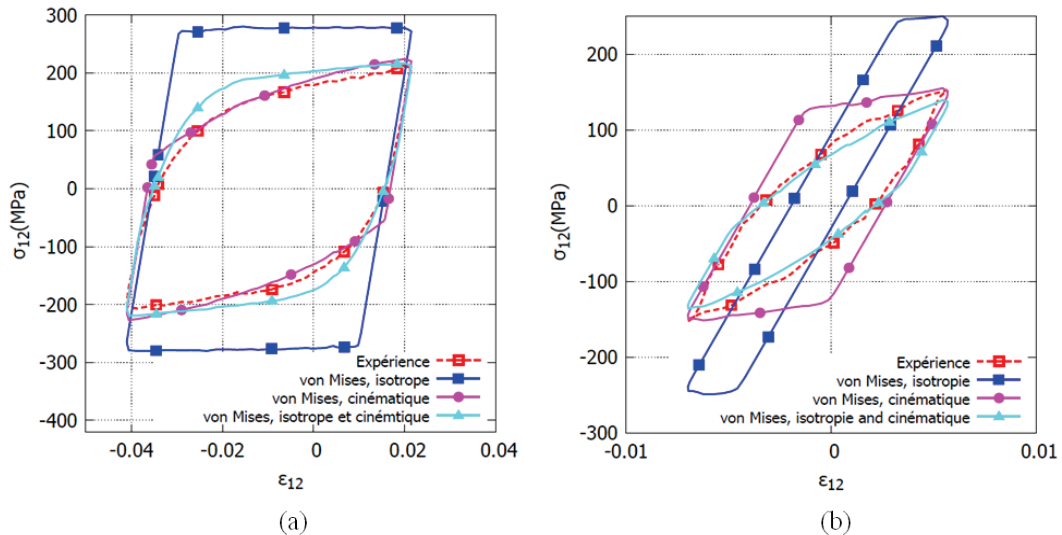 300
200
100
0
-100
-200
-300
-400
σ12(MPa)
-0.04
-0.02
0
0.02
0.04
ε12
Expérience
von Mises, isotrope
von Mises, cinématique
von Mises, isotrope et cinémtique
(a)
200
100
0
-100
-200
-300
σ12(MPa)
-0.01
0
0.01
ε12
Expérience
von Mises, isotropie
von Mises, cinématique
von Mises, isotropie and cinématique
(b)